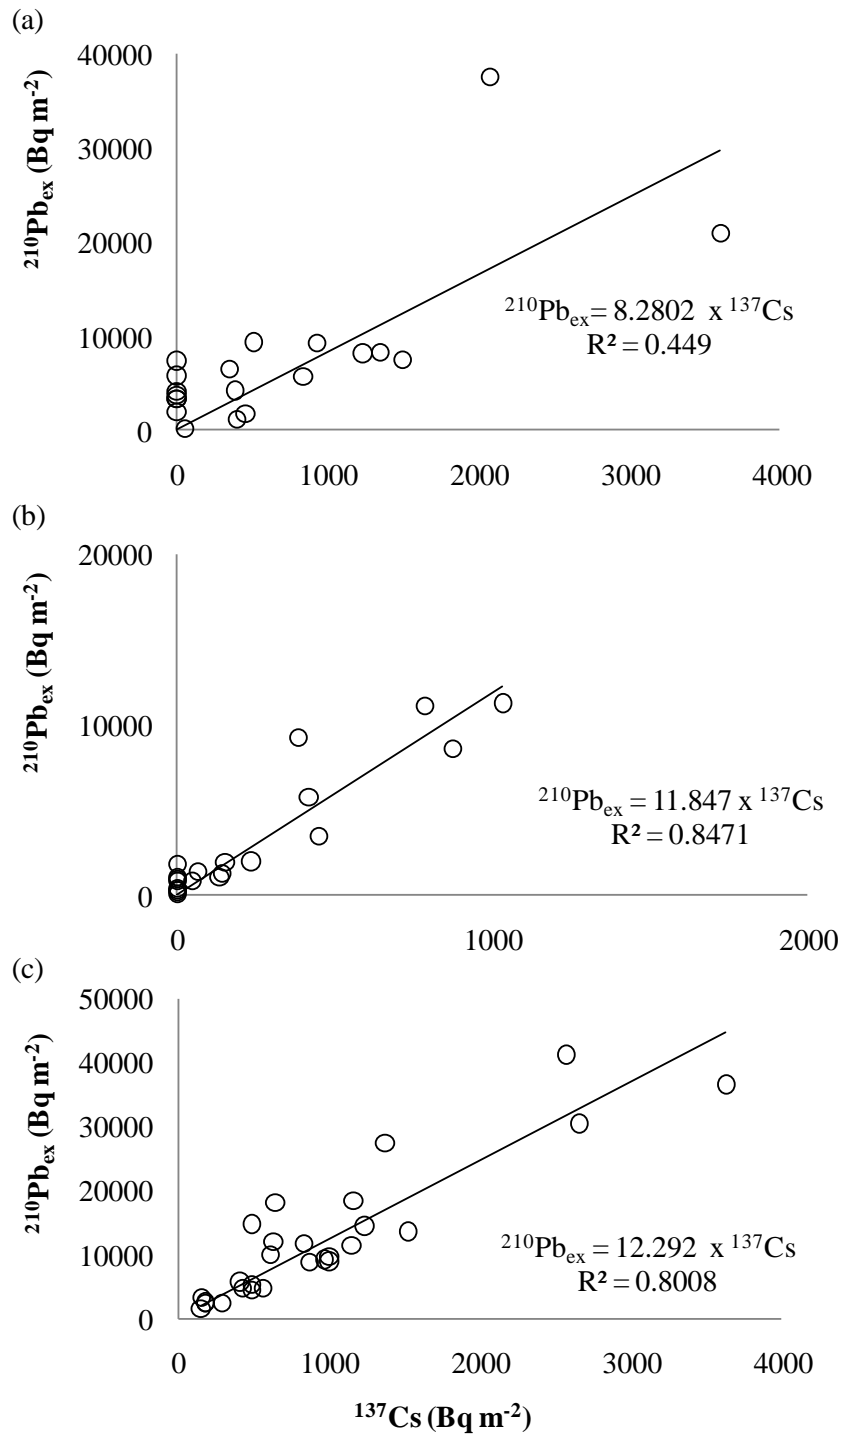 (a)
²¹⁰Pbₑₓ (Bq m⁻²)
40000
30000
20000
10000
0
²¹⁰Pbₑₓ= 8.2802 x ¹³⁷Cs
R² = 0.449
0 1000 2000 3000 4000
(b)
²¹⁰Pbₑₓ (Bq m⁻²)
20000
10000
0
²¹⁰Pbₑₓ = 11.847 x ¹³⁷Cs
R² = 0.8471
0 1000 2000
(c)
²¹⁰Pbₑₓ (Bq m⁻²)
50000
40000
30000
20000
10000
0
²¹⁰Pbₑₓ = 12.292 x ¹³⁷Cs
R² = 0.8008
0 1000 2000 3000 4000
¹³⁷Cs (Bq m⁻²)